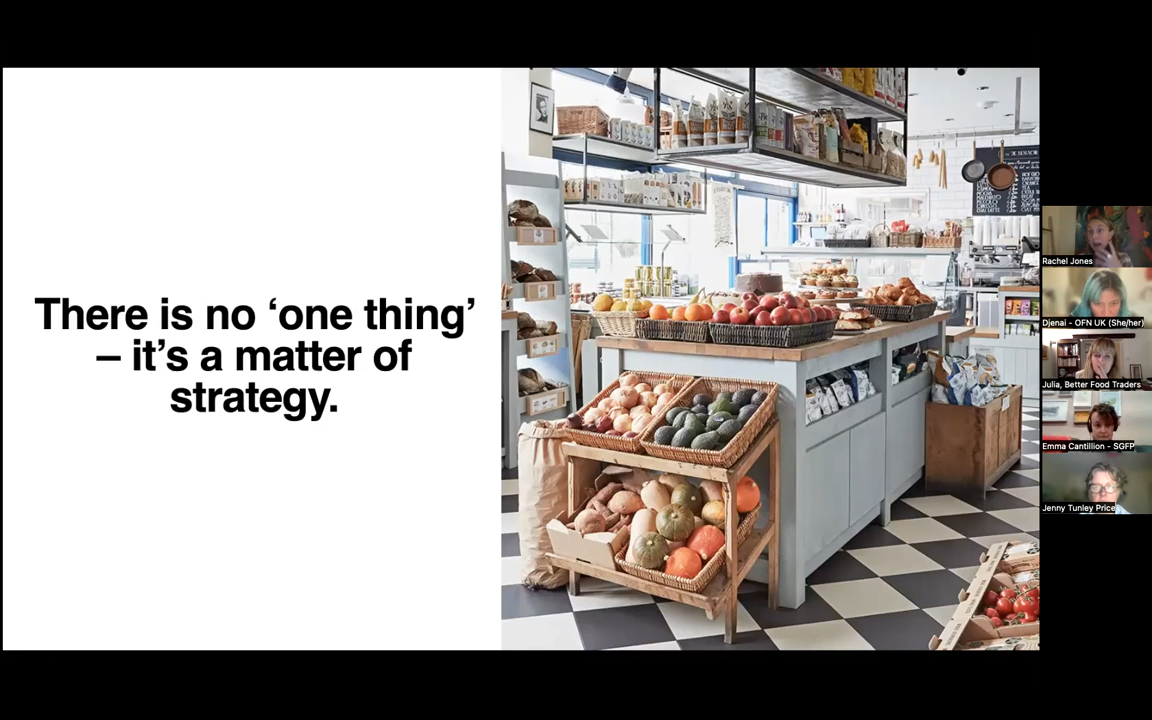 There is no ‘one thing’
– it’s a matter of
strategy.
Rachel Jones
Djenai - OFN UK (She/her)
Julia, Better Food Traders
Emma Cantillion - SGFP
Jenny Tunley Price